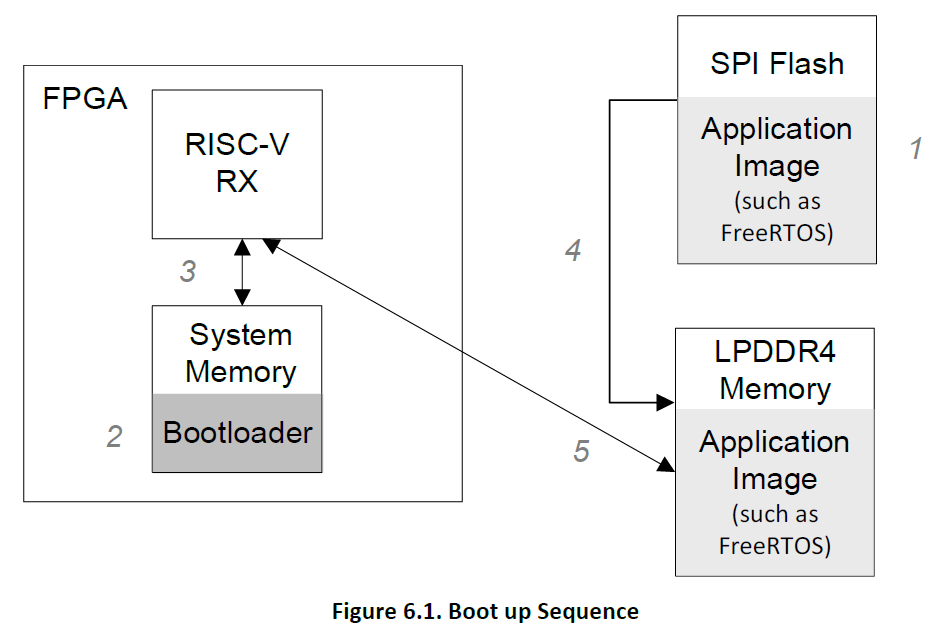 FPGA
RISC-V
RX
3
System
Memory
Bootloader
2
SPI Flash
Application
Image
(such as
FreeRTOS)
1
4
LPDDR4
Memory
Application
Image
(such as
FreeRTOS)
5
Figure 6.1. Boot up Sequence